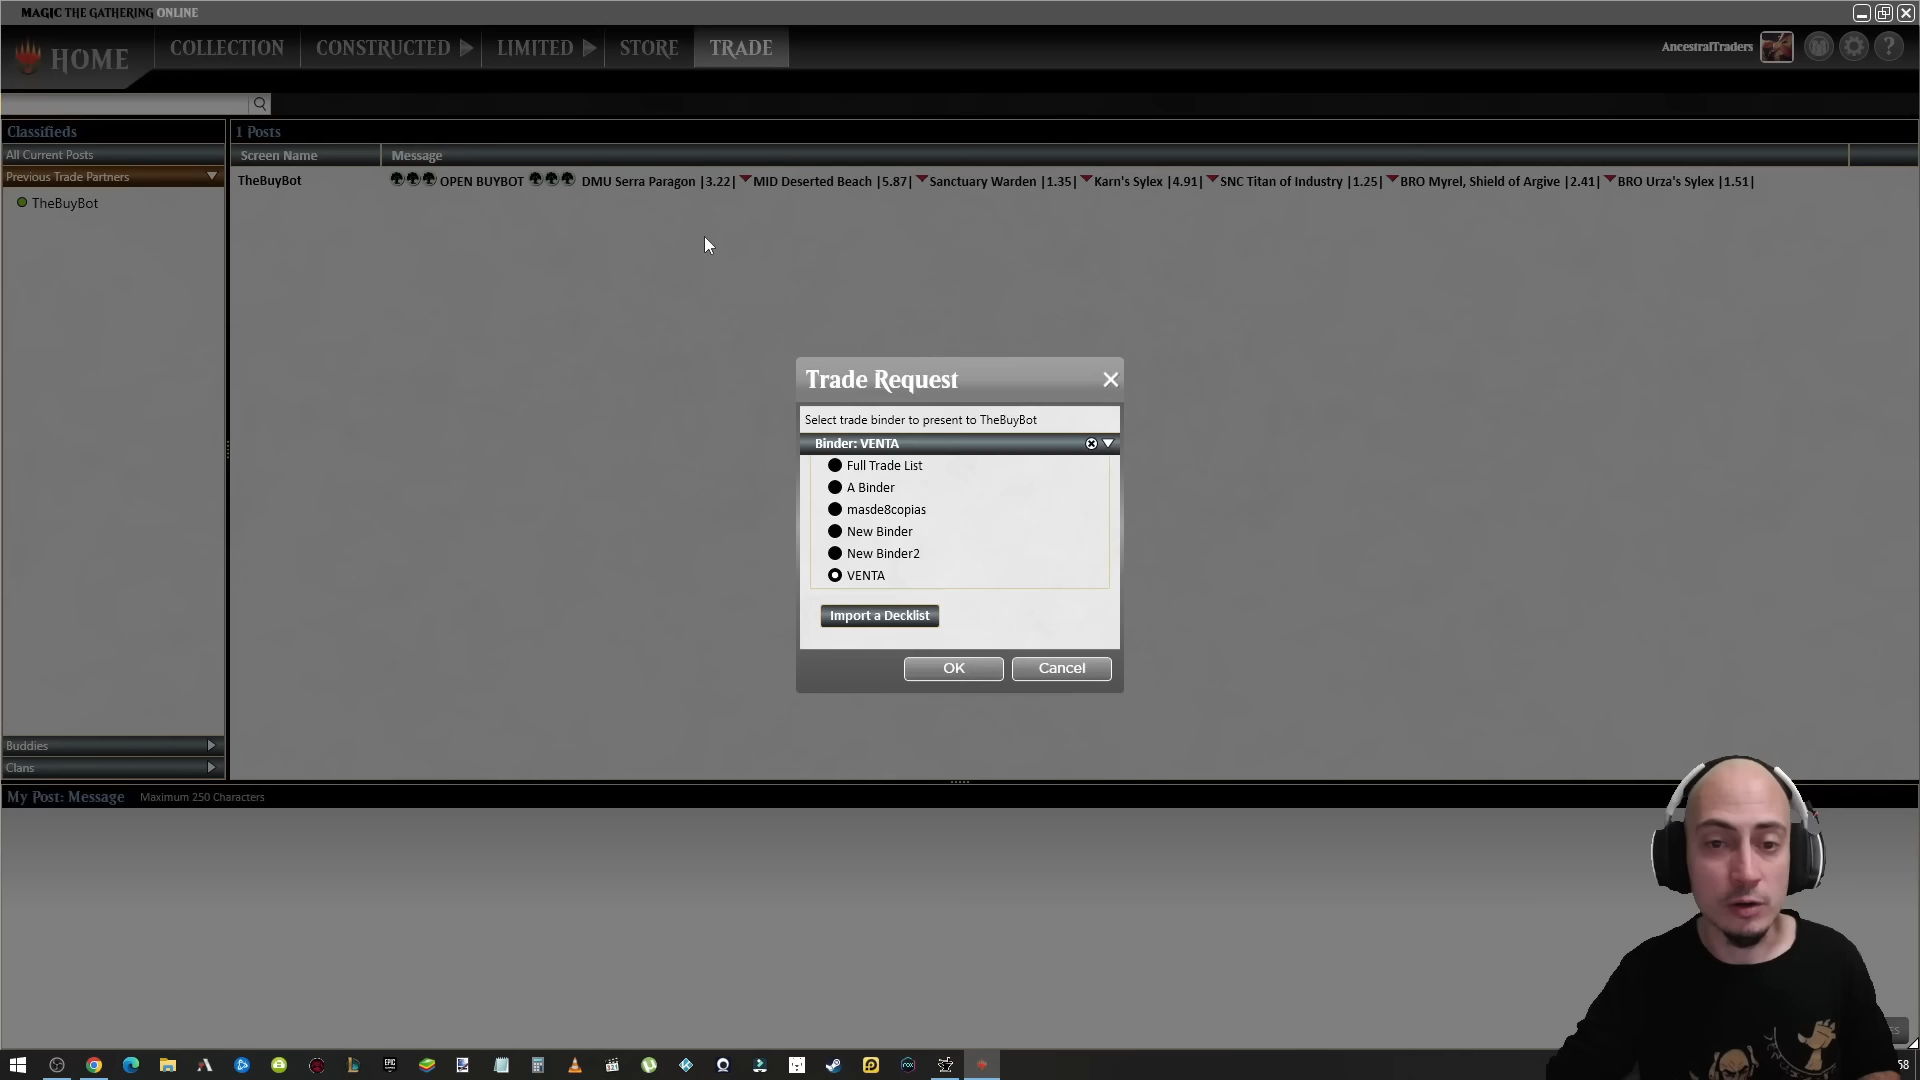 MAGIC THE GATHERING ONLINE
HOME
COLLECTION
CONSTRUCTED
LIMITED
STORE
TRADE
AncestralTraders
?
Classifieds
All Current Posts
Previous Trade Partners
TheBuyBot
Buddies
Clans
1 Posts
Screen Name Message
TheBuyBot OPEN BUYBOT DMU Serra Paragon |3.22| MID Deserted Beach |5.87| Sanctuary Warden |1.35| Karn's Sylex |4.91| SNC Titan of Industry |1.25| BRO Myrel, Shield of Argive |2.41| BRO Urza's Sylex |1.51|
Trade Request
Select trade binder to present to TheBuyBot
Binder: VENTA
Full Trade List
A Binder
masde8copias
New Binder
New Binder2
VENTA
Import a Decklist
OK
Cancel
My Post: Message Maximum 250 Characters
EPIC
321
:58